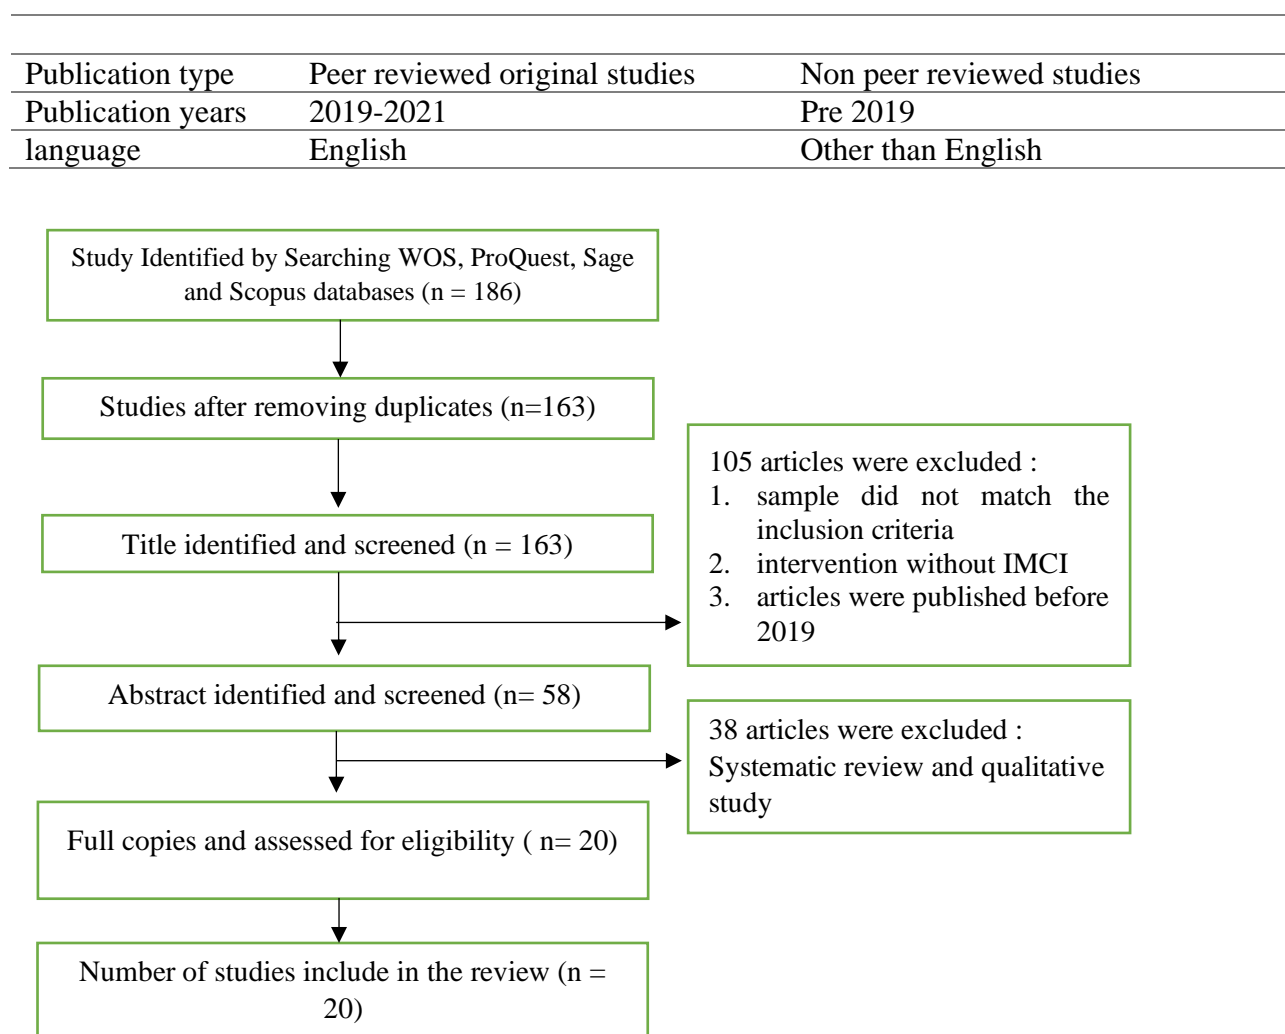 Publication type Peer reviewed original studies Non peer reviewed studies
Publication years 2019-2021 Pre 2019
language English Other than English
Study Identified by Searching WOS, ProQuest, Sage
and Scopus databases (n = 186)
Studies after removing duplicates (n=163)
Title identified and screened (n = 163)
105 articles were excluded :
1. sample did not match the
inclusion criteria
2. intervention without IMCI
3. articles were published before
2019
Abstract identified and screened (n= 58)
38 articles were excluded :
Systematic review and qualitative
study
Full copies and assessed for eligibility ( n= 20)
Number of studies include in the review (n =
20)